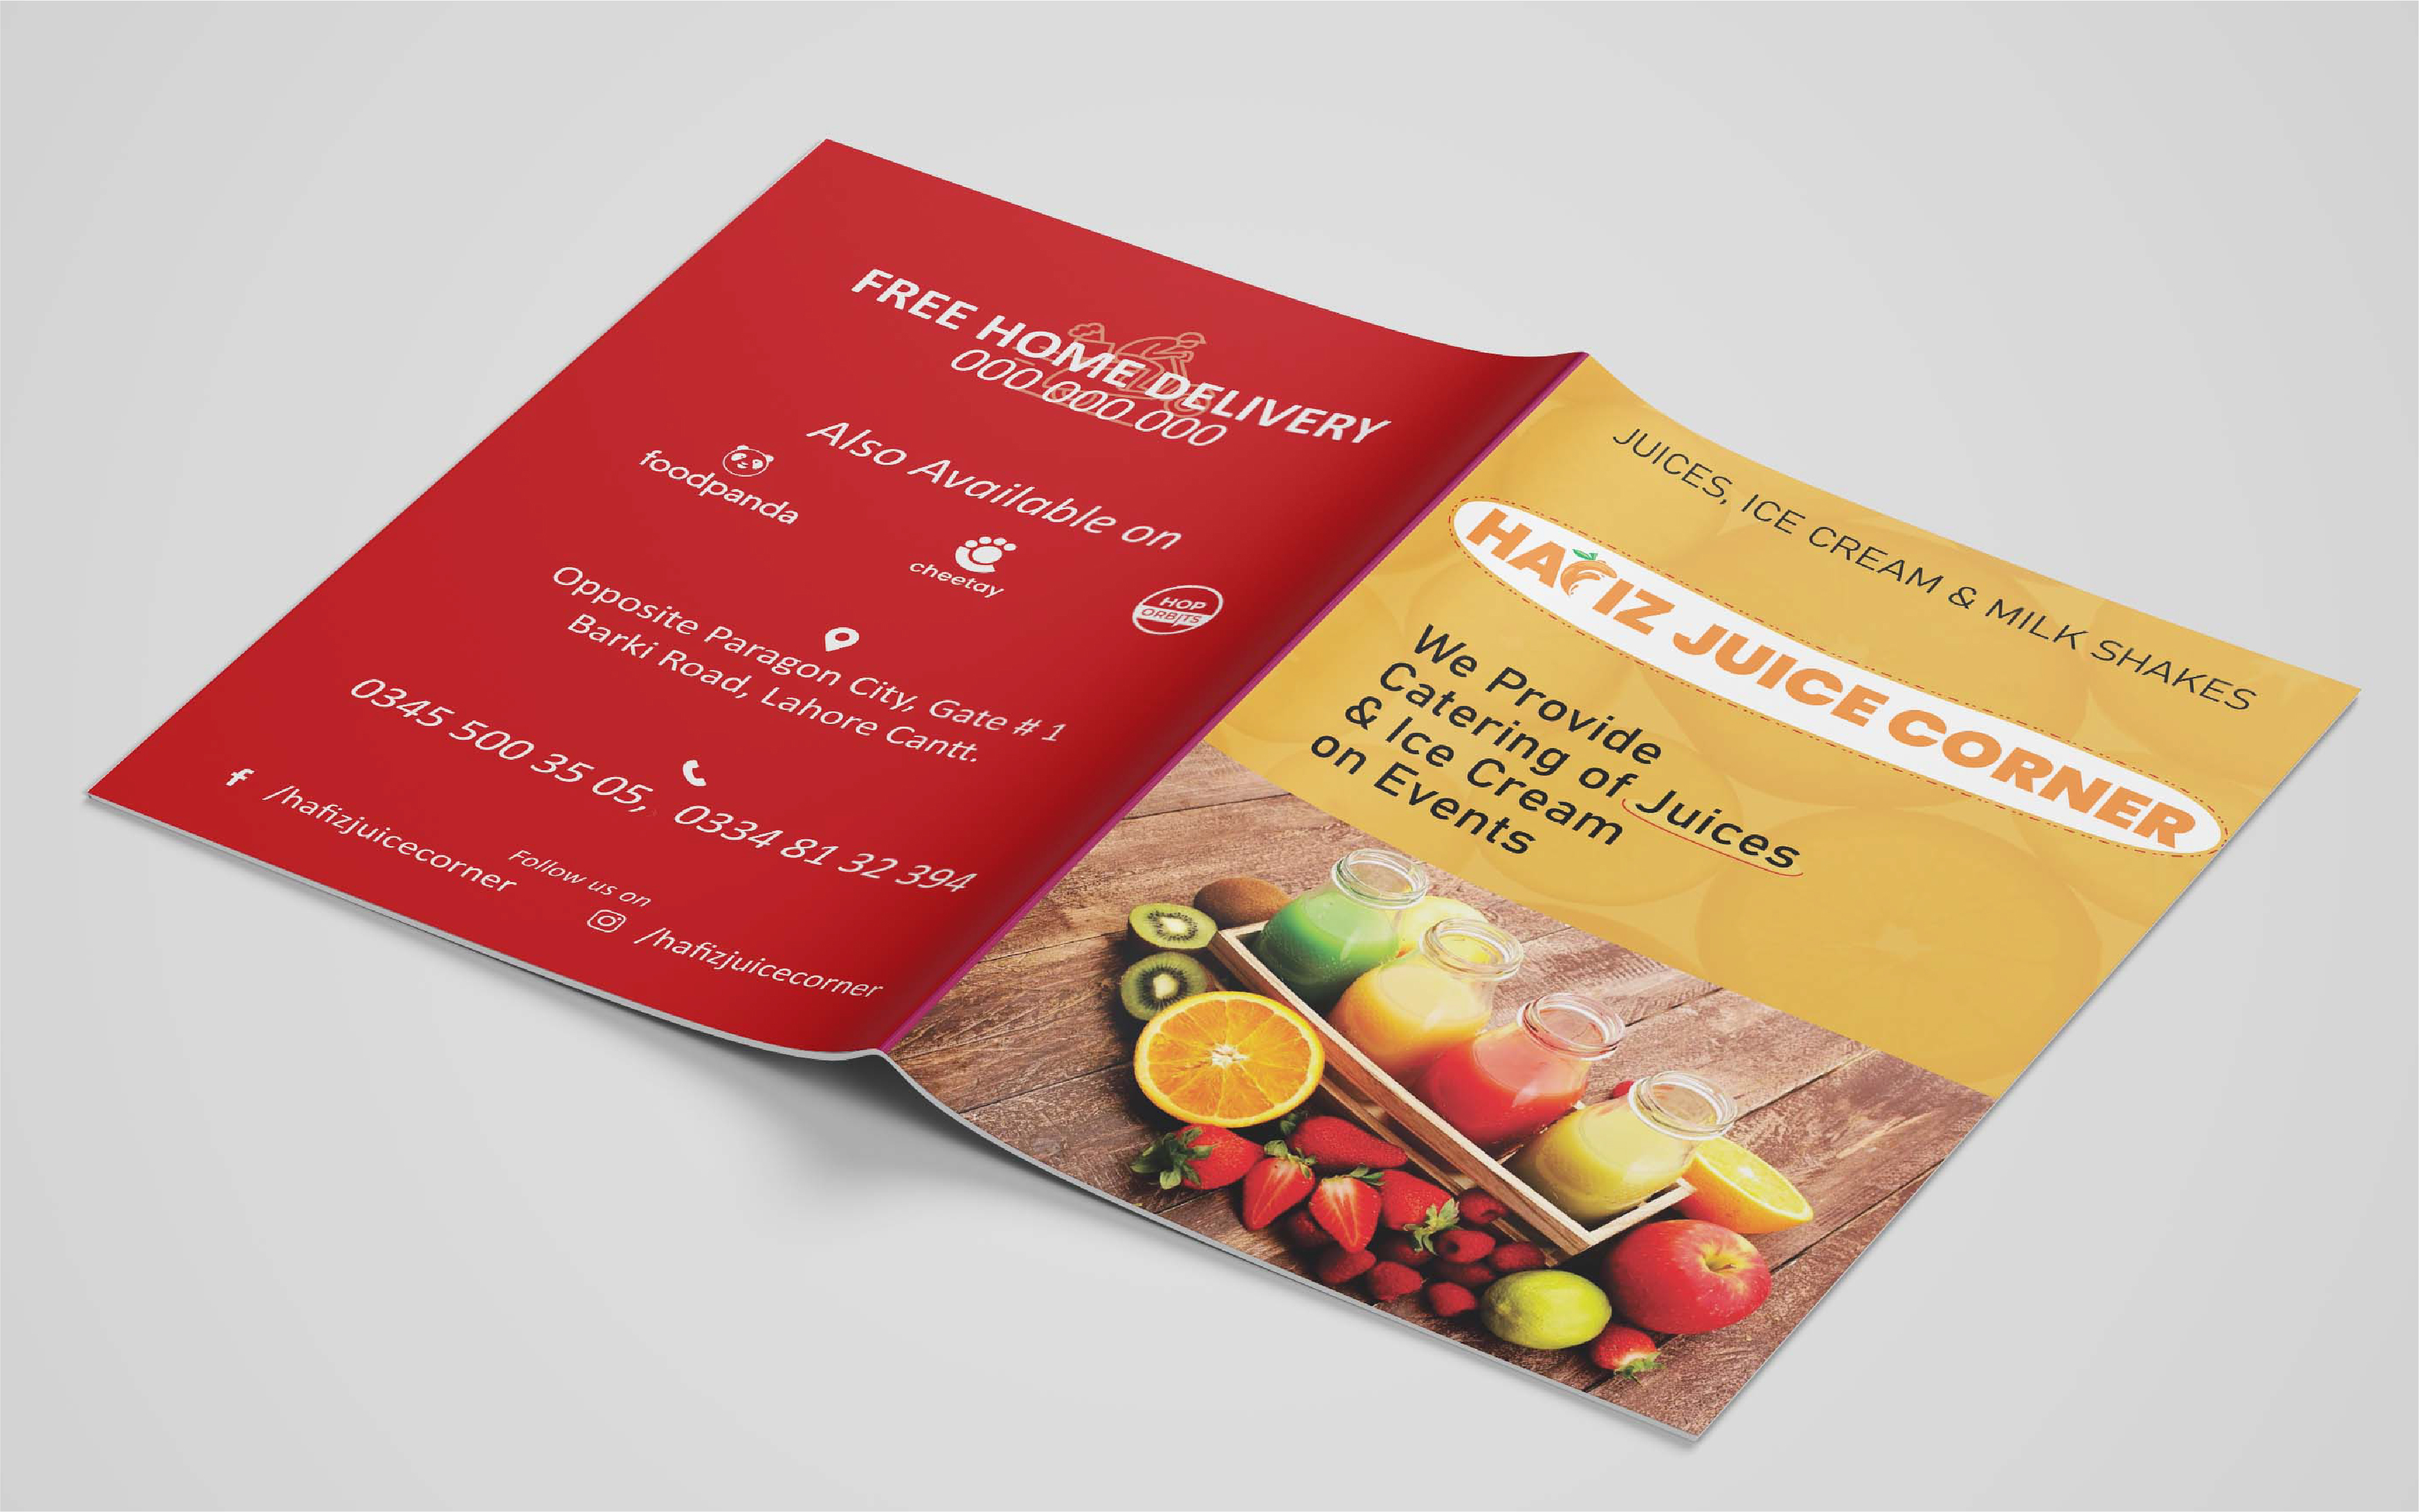 FREE HOME DELIVERY
000 000 000
Also Available on
foodpanda
cheetay
HOP
ORBITS
Opposite Paragon City, Gate # 1
Barki Road, Lahore Cantt.
0345 500 35 05, 0334 81 32 394
Follow us on
/hafizjuicecorner
/hafizjuicecorner
JUICES, ICE CREAM & MILK SHAKES
HAFIZ JUICE CORNER
We Provide
Catering of Juices
& Ice Cream
on Events